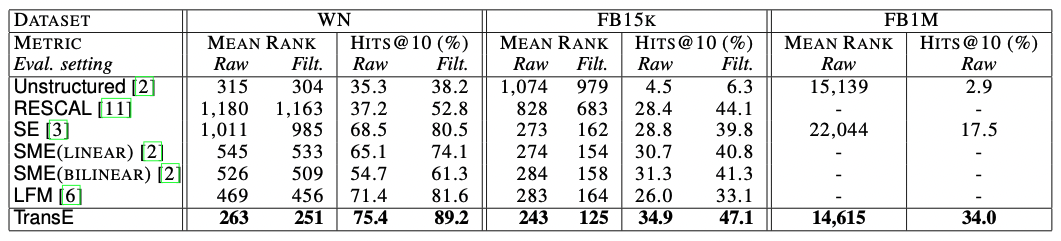 DATASET WN FB15K FB1M
METRIC MEAN RANK HITS@10 (%) MEAN RANK HITS@10 (%) MEAN RANK HITS@10 (%)
Eval. setting Raw Filt. Raw Filt. Raw Filt. Raw Filt. Raw Raw
Unstructured [2] 315 304 35.3 38.2 1,074 979 4.5 6.3 15,139 2.9
RESCAL [11] 1,180 1,163 37.2 52.8 828 683 28.4 44.1 - -
SE [3] 1,011 985 68.5 80.5 273 162 28.8 39.8 22,044 17.5
SME(LINEAR) [2] 545 533 65.1 74.1 274 154 30.7 40.8 - -
SME(BILINEAR) [2] 526 509 54.7 61.3 284 158 31.3 41.3 - -
LFM [6] 469 456 71.4 81.6 283 164 26.0 33.1 - -
TransE 263 251 75.4 89.2 243 125 34.9 47.1 14,615 34.0